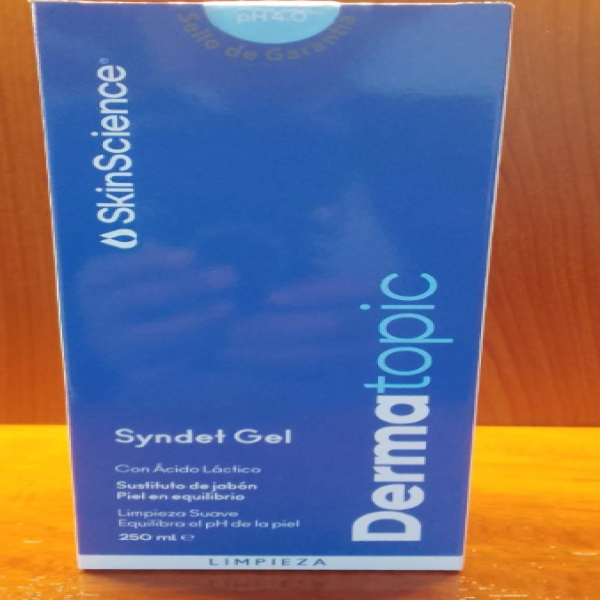 pH 4.0
Sello de Garantía
SkinScience®
Dermatopic
Syndet Gel
Con Ácido Láctico
Sustituto de jabón
Piel en equilibrio
Limpieza Suave
Equilibra el pH de la piel
250 ml ℮
LIMPIEZA